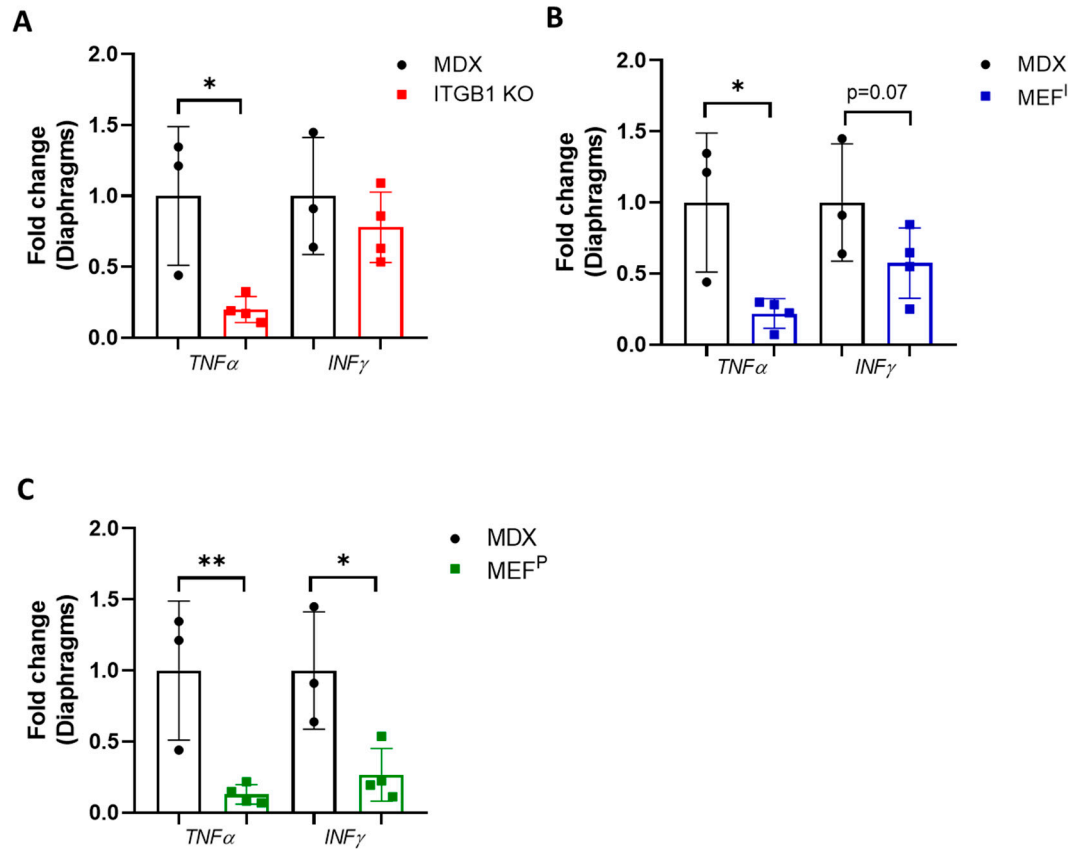 A
2.0
1.5
1.0
0.5
0.0
Fold change
(Diaphragms)
*
MDX
ITGB1 KO
TNFα
INFγ
B
2.0
1.5
1.0
0.5
0.0
Fold change
(Diaphragms)
*
p=0.07
MDX
MEFᴵ
TNFα
INFγ
C
2.0
1.5
1.0
0.5
0.0
Fold change
(Diaphragms)
**
*
MDX
MEFᴾ
TNFα
INFγ